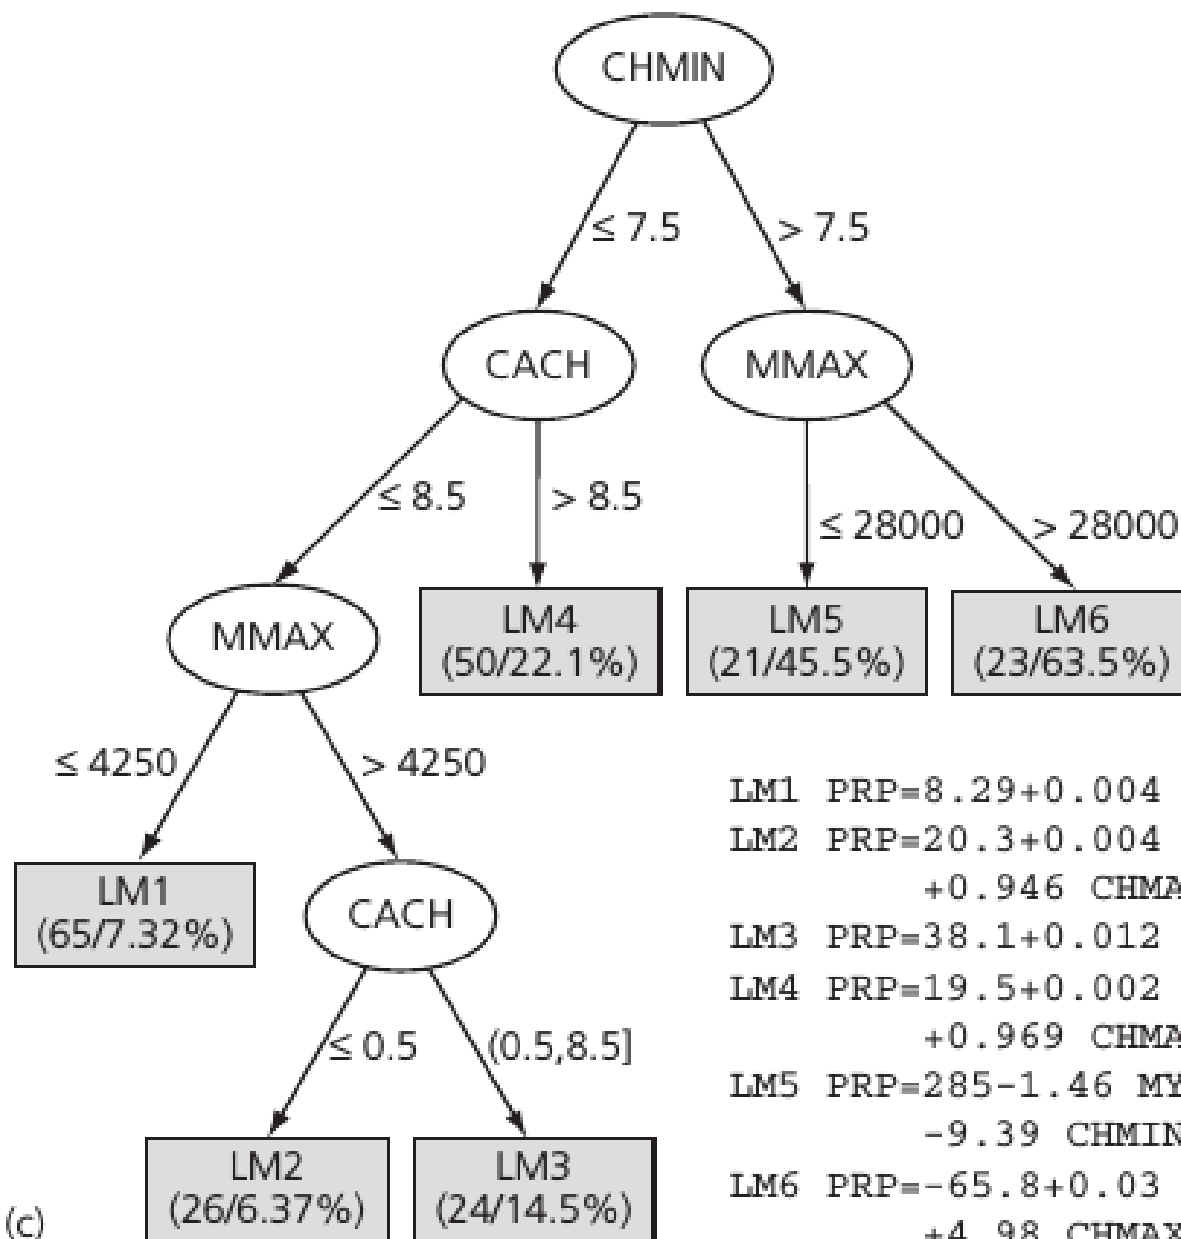 CHMIN
≤ 7.5
> 7.5
CACH
MMAX
≤ 8.5
> 8.5
≤ 28000
> 28000
MMAX
LM4
(50/22.1%)
LM5
(21/45.5%)
LM6
(23/63.5%)
≤ 4250
> 4250
LM1
(65/7.32%)
CACH
≤ 0.5
(0.5,8.5]
LM2
(26/6.37%)
LM3
(24/14.5%)
LM1 PRP=8.29+0.004
LM2 PRP=20.3+0.004
+0.946 CHMA
LM3 PRP=38.1+0.012
LM4 PRP=19.5+0.002
+0.969 CHMA
LM5 PRP=285-1.46 MY
-9.39 CHMIN
LM6 PRP=-65.8+0.03
+4.98 CHMAX
(c)